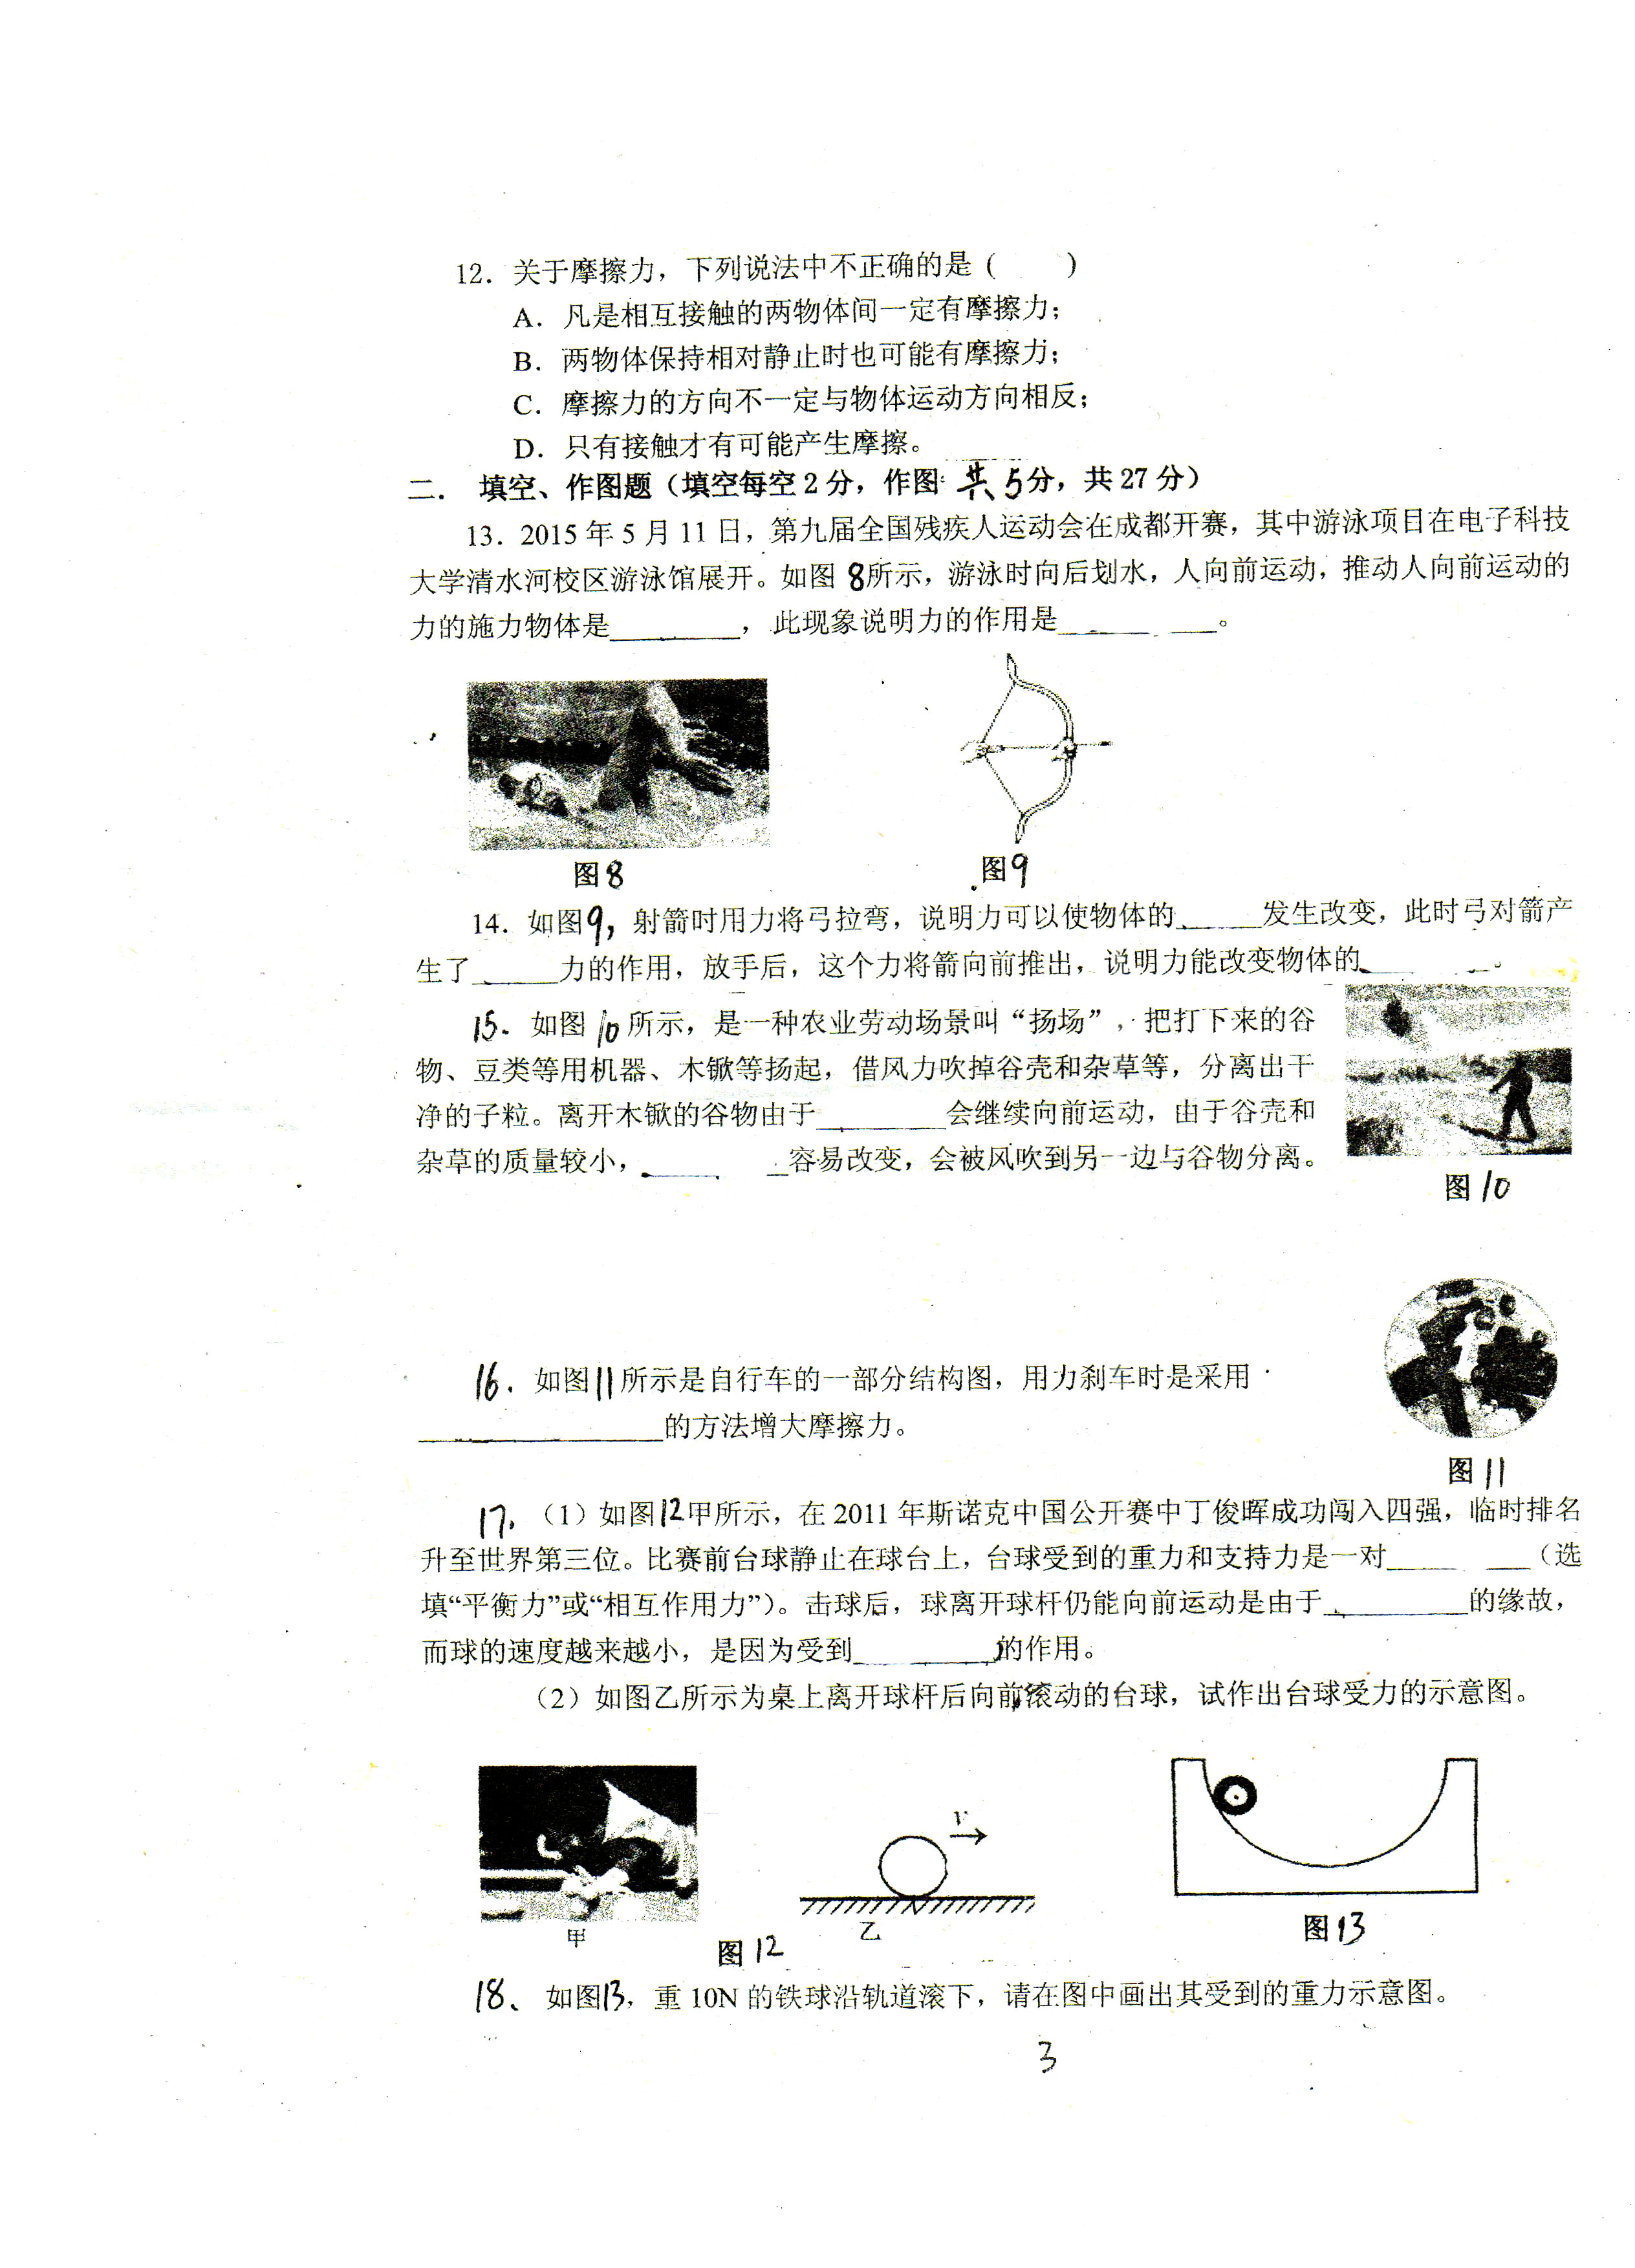 12. 关于摩擦力，下列说法中不正确的是（ ）
A. 凡是相互接触的两物体间一定有摩擦力；
B. 两物体保持相对静止时也可能有摩擦力；
C. 摩擦力的方向不一定与物体运动方向相反；
D. 只有接触才有可能产生摩擦。
二. 填空、作图题（填空每空2分，作图 共5分，共27分）
13. 2015年5月11日，第九届全国残疾人运动会在成都开赛，其中游泳项目在电子科技
大学清水河校区游泳馆展开。如图8所示，游泳时向后划水，人向前运动，推动人向前运动的
力的施力物体是_________，此现象说明力的作用是___________。
图8
图9
14. 如图9，射箭时用力将弓拉弯，说明力可以使物体的______发生改变，此时弓对箭产
生了______力的作用，放手后，这个力将箭向前推出，说明力能改变物体的_________。
15. 如图10所示，是一种农业劳动场景叫“扬场”，把打下来的谷
物、豆类等用机器、木锨等扬起，借风力吹掉谷壳和杂草等，分离出干
净的子粒。离开木锨的谷物由于_________会继续向前运动，由于谷壳和
杂草的质量较小，__________容易改变，会被风吹到另一边与谷物分离。
图10
16. 如图11所示是自行车的一部分结构图，用力刹车时是采用
_________________的方法增大摩擦力。
图11
17. （1）如图12甲所示，在2011年斯诺克中国公开赛中丁俊晖成功闯入四强，临时排名
升至世界第三位。比赛前台球静止在球台上，台球受到的重力和支持力是一对__________（选
填“平衡力”或“相互作用力”）。击球后，球离开球杆仍能向前运动是由于__________的缘故，
而球的速度越来越小，是因为受到__________的作用。
（2）如图乙所示为桌上离开球杆后向前滚动的台球，试作出台球受力的示意图。
v
甲
乙
图12
图13
18、如图13，重10N的铁球沿轨道滚下，请在图中画出其受到的重力示意图。
3